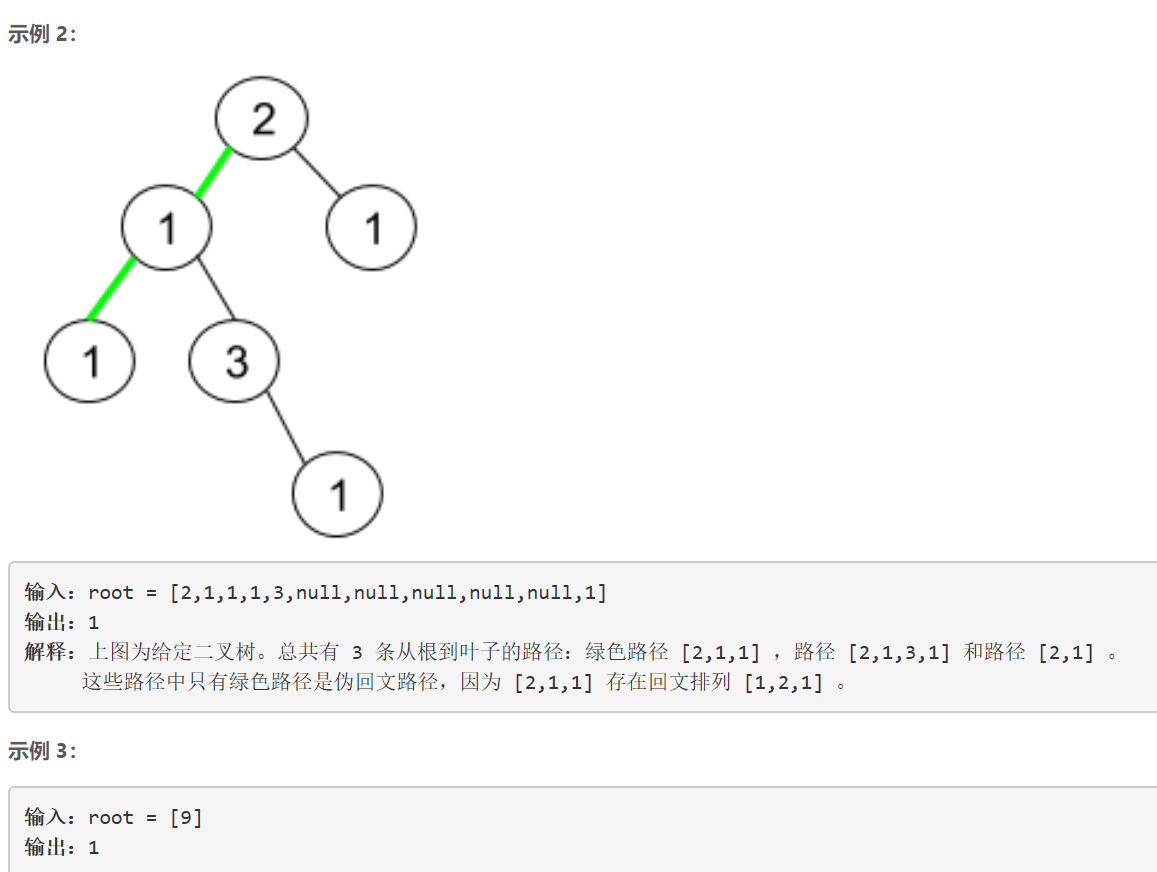 示例 2：
2
1
1
1
3
1
输入：root = [2,1,1,1,3,null,null,null,null,null,1]
输出：1
解释：上图为给定二叉树。总共有 3 条从根到叶子的路径：绿色路径 [2,1,1] ，路径 [2,1,3,1] 和路径 [2,1] 。
这些路径中只有绿色路径是伪回文路径，因为 [2,1,1] 存在回文排列 [1,2,1] 。
示例 3：
输入：root = [9]
输出：1